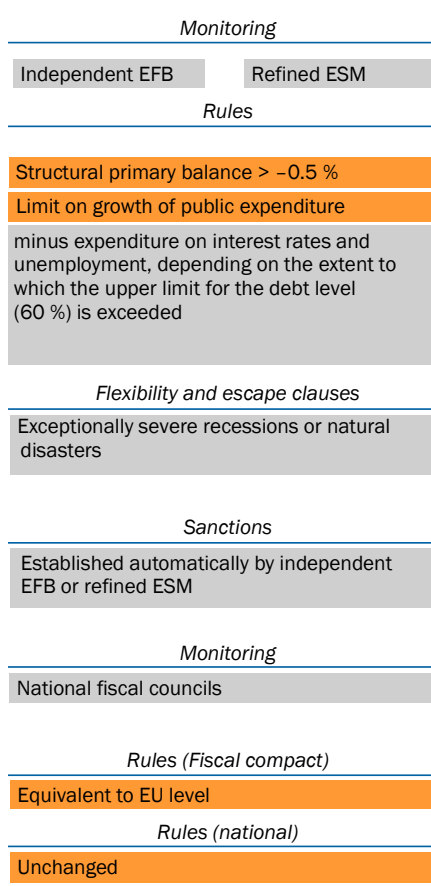 Monitoring
Independent EFB
Refined ESM
Rules
Structural primary balance > –0.5 %
Limit on growth of public expenditure
minus expenditure on interest rates and
unemployment, depending on the extent to
which the upper limit for the debt level
(60 %) is exceeded
Flexibility and escape clauses
Exceptionally severe recessions or natural
disasters
Sanctions
Established automatically by independent
EFB or refined ESM
Monitoring
National fiscal councils
Rules (Fiscal compact)
Equivalent to EU level
Rules (national)
Unchanged